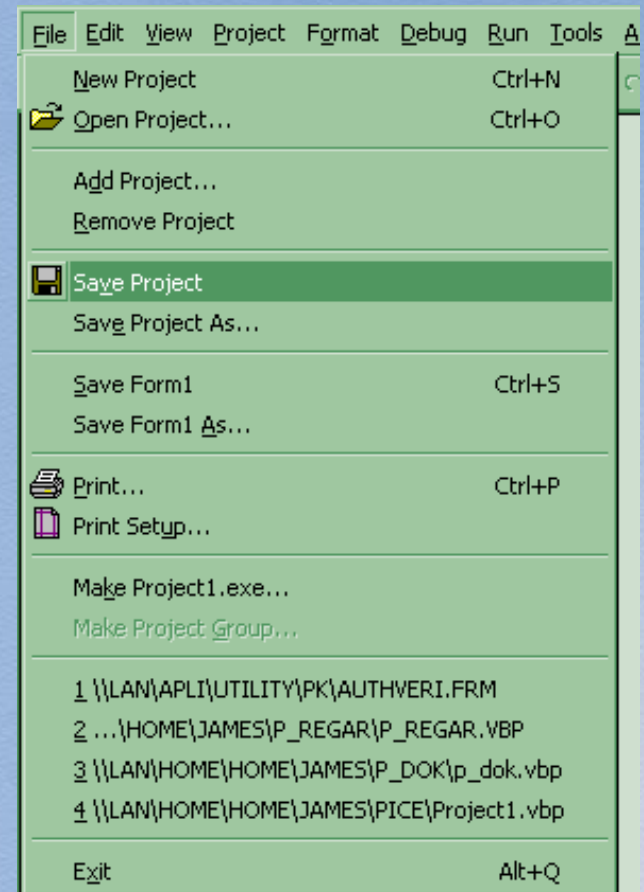 File Edit View Project Format Debug Run Tools A
New Project Ctrl+N
Open Project... Ctrl+O
Add Project...
Remove Project
Save Project
Save Project As...
Save Form1 Ctrl+S
Save Form1 As...
Print... Ctrl+P
Print Setup...
Make Project1.exe...
Make Project Group...
1 \\LAN\APLI\UTILITY\PK\AUTHVERI.FRM
2 ...\HOME\JAMES\P_REGAR\P_REGAR.VBP
3 \\LAN\HOME\HOME\JAMES\P_DOK\p_dok.vbp
4 \\LAN\HOME\HOME\JAMES\PICE\Project1.vbp
Exit Alt+Q